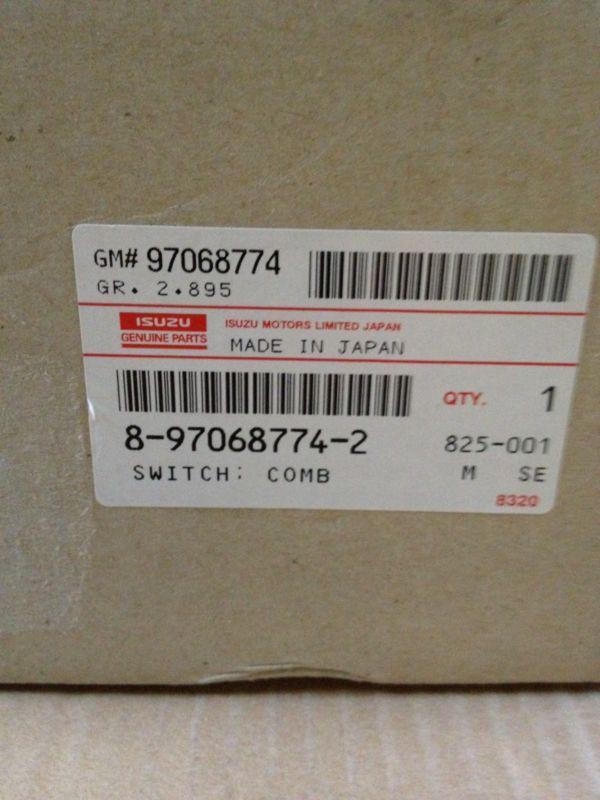 GM# 97068774
GR. 2.895
ISUZU
GENUINE PARTS
ISUZU MOTORS LIMITED JAPAN
MADE IN JAPAN
QTY. 1
8-97068774-2 825-001
SWITCH: COMB M SE
8320